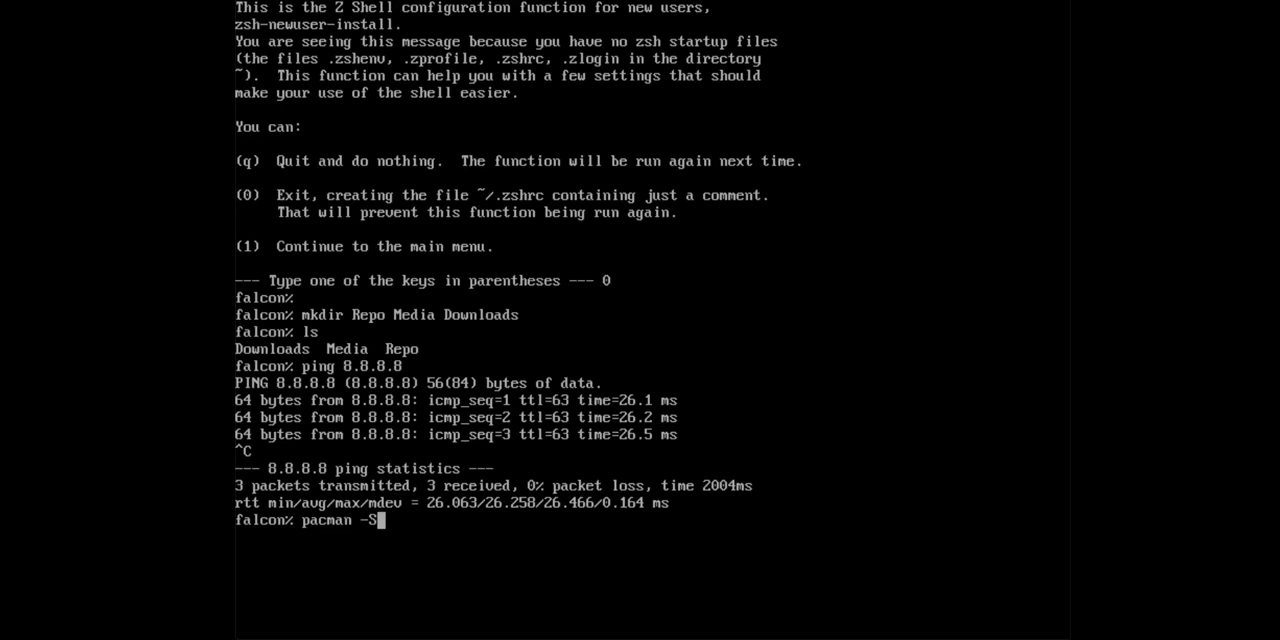 This is the Z Shell configuration function for new users,
zsh-newuser-install.
You are seeing this message because you have no zsh startup files
(the files .zshenv, .zprofile, .zshrc, .zlogin in the directory
~).  This function can help you with a few settings that should
make your use of the shell easier.
You can:
(q)  Quit and do nothing.  The function will be run again next time.
(0)  Exit, creating the file ~/.zshrc containing just a comment.
That will prevent this function being run again.
(1)  Continue to the main menu.
--- Type one of the keys in parentheses --- 0
falcon%
falcon% mkdir Repo Media Downloads
falcon% ls
Downloads  Media  Repo
falcon% ping 8.8.8.8
PING 8.8.8.8 (8.8.8.8) 56(84) bytes of data.
64 bytes from 8.8.8.8: icmp_seq=1 ttl=63 time=26.1 ms
64 bytes from 8.8.8.8: icmp_seq=2 ttl=63 time=26.2 ms
64 bytes from 8.8.8.8: icmp_seq=3 ttl=63 time=26.5 ms
^C
--- 8.8.8.8 ping statistics ---
3 packets transmitted, 3 received, 0% packet loss, time 2004ms
rtt min/avg/max/mdev = 26.063/26.258/26.466/0.164 ms
falcon% pacman -S